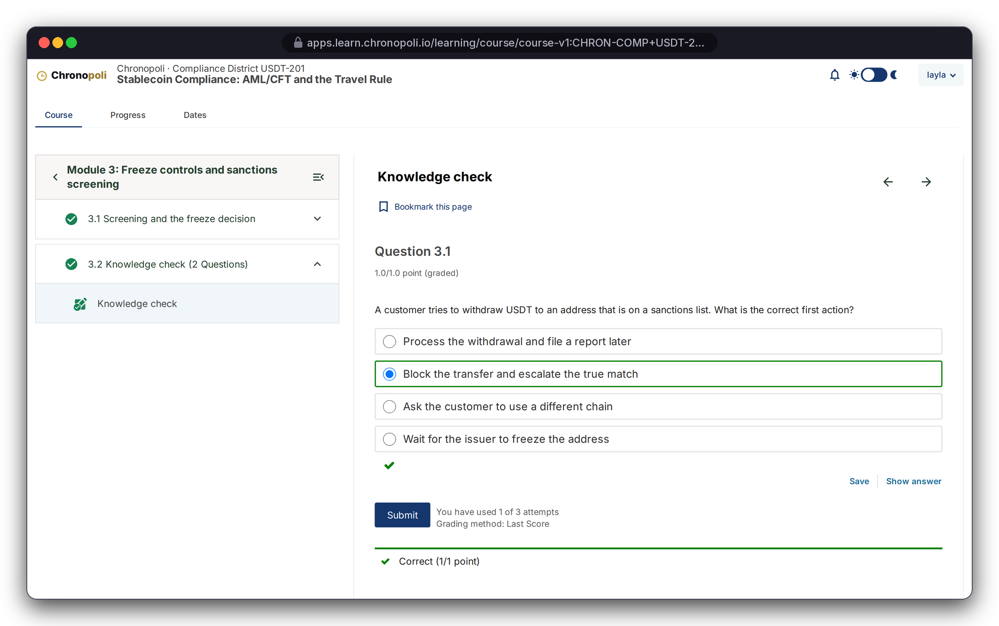 apps.learn.chronopoli.io/learning/course/course-v1:CHRON-COMP+USDT-2...
Chronopoli
Chronopoli · Compliance District USDT-201
Stablecoin Compliance: AML/CFT and the Travel Rule
layla
Course
Progress
Dates
Module 3: Freeze controls and sanctions
screening
3.1 Screening and the freeze decision
3.2 Knowledge check (2 Questions)
Knowledge check
Knowledge check
Bookmark this page
Question 3.1
1.0/1.0 point (graded)
A customer tries to withdraw USDT to an address that is on a sanctions list. What is the correct first action?
Process the withdrawal and file a report later
Block the transfer and escalate the true match
Ask the customer to use a different chain
Wait for the issuer to freeze the address
Save
Show answer
Submit
You have used 1 of 3 attempts
Grading method: Last Score
Correct (1/1 point)